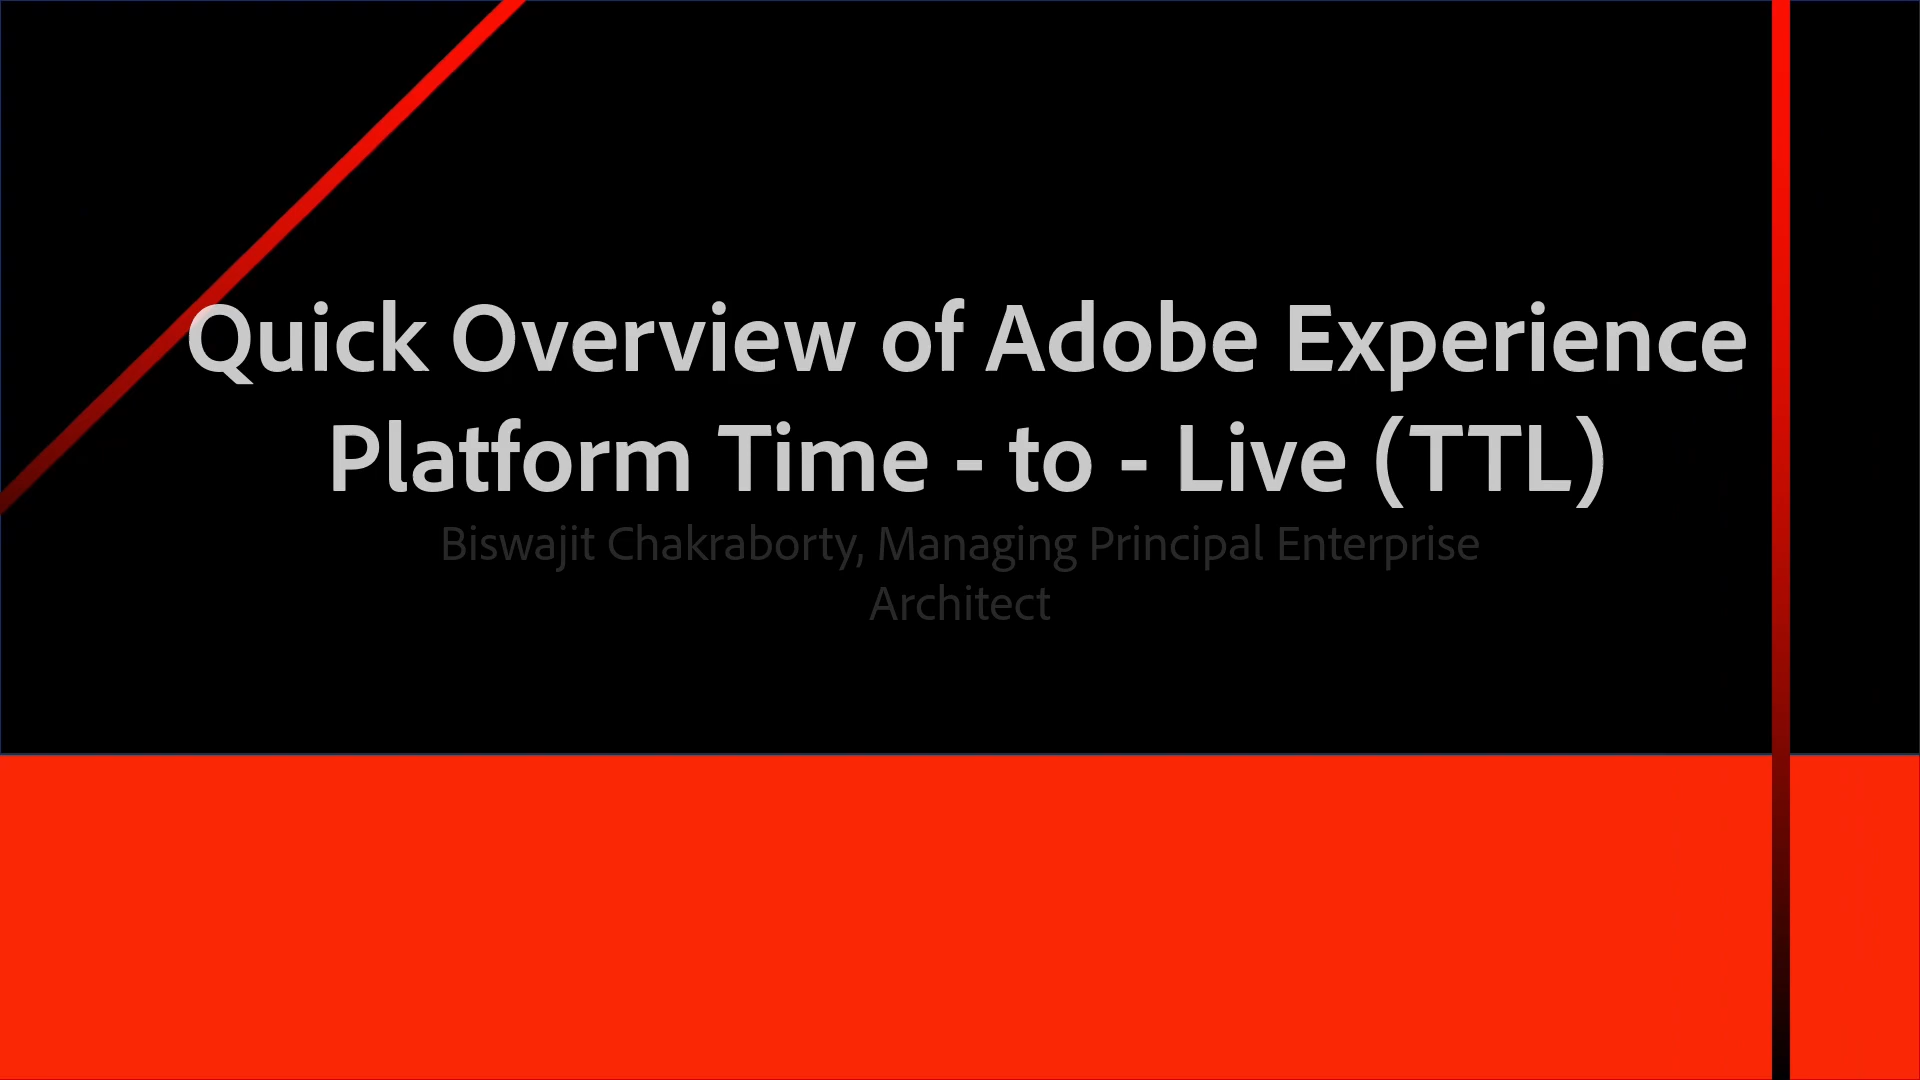 Quick Overview of Adobe Experience
Platform Time - to - Live (TTL)
Biswajit Chakraborty, Managing Principal Enterprise
Architect